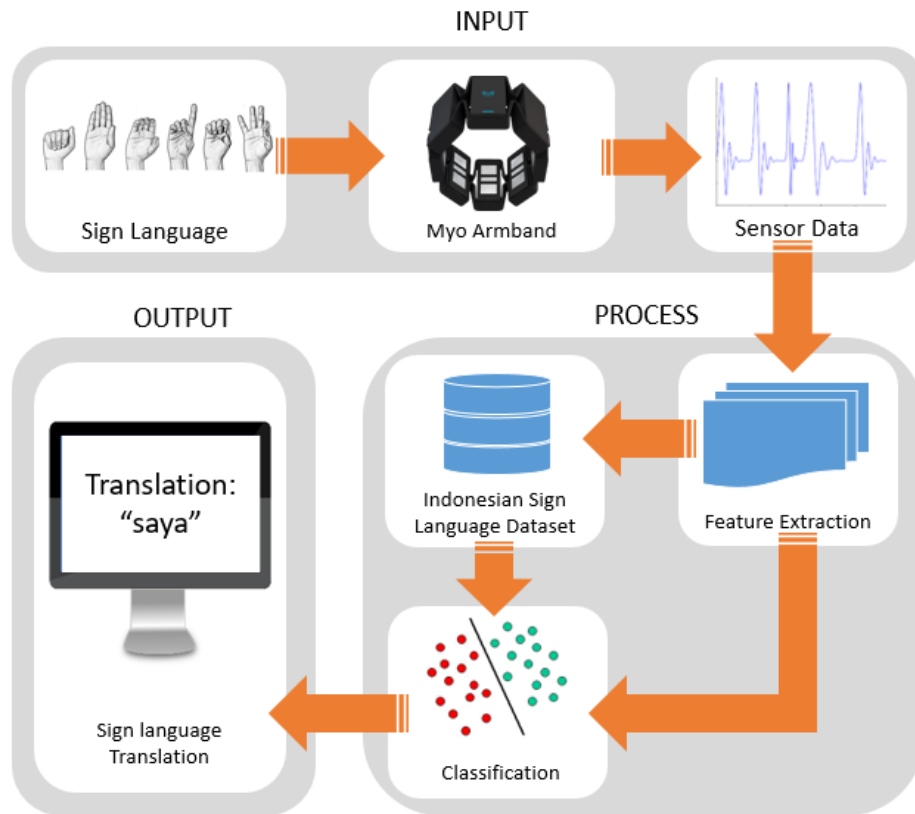 INPUT
Sign Language
Myo Armband
Sensor Data
OUTPUT
PROCESS
Translation:
“saya”
Sign language
Translation
Indonesian Sign
Language Dataset
Feature Extraction
Classification